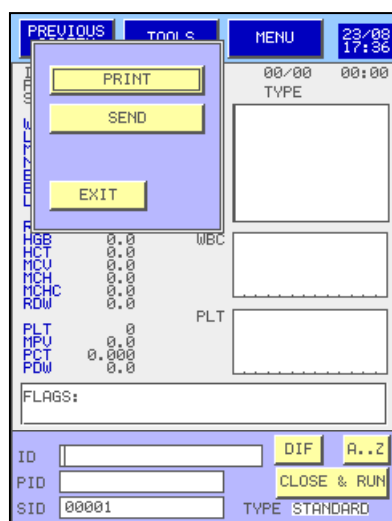 PREVIOUS TOOLS MENU 23/08
17:36
PRINT 00/00 00:00
TYPE
SEND
EXIT
HGB 0.0 WBC
HCT 0.0
MCV 0.0
MCH 0.0
MCHC 0.0
RDW 0.0
PLT
PLT 0
MPV 0.0
PCT 0.000
PDW 0.0
FLAGS:
ID DIF A..Z
PID CLOSE & RUN
SID 00001 TYPE STANDARD